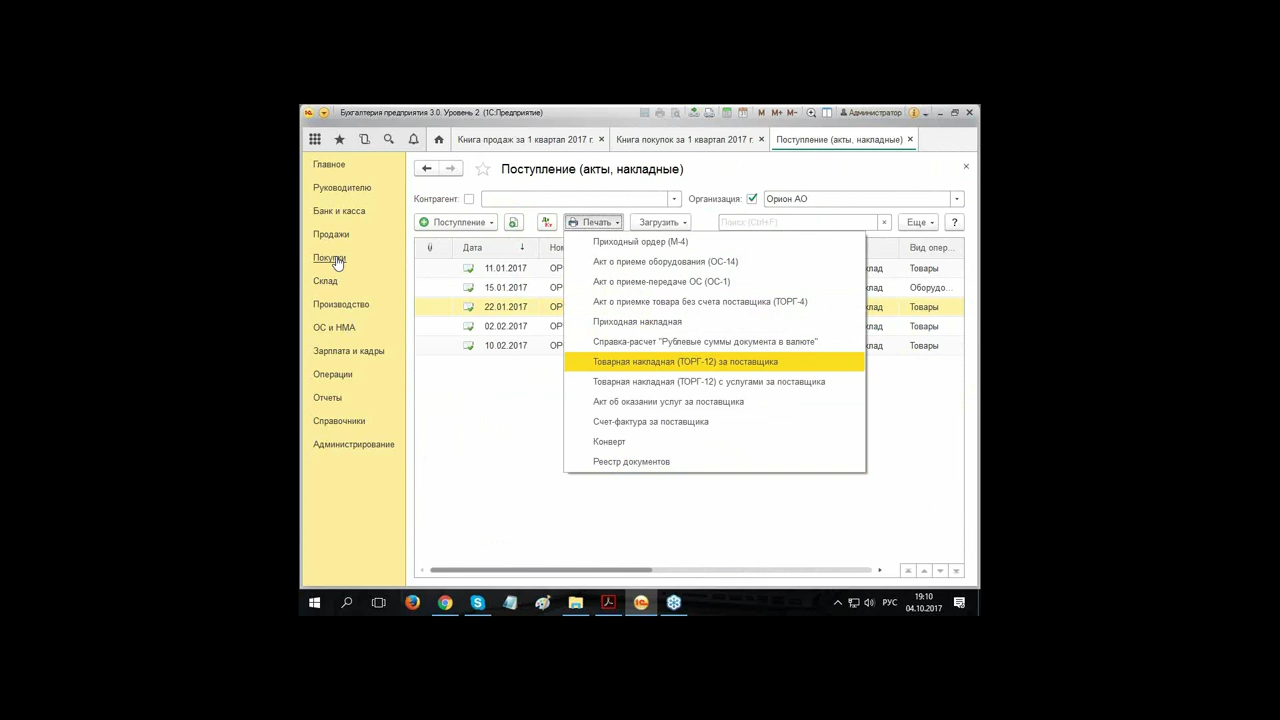 Бухгалтерия предприятия 3.0. Уровень 2. (1С:Предприятие)
M M+ M- Администратор
Книга продаж за 1 квартал 2017 г. Книга покупок за 1 квартал 2017 г. Поступление (акты, накладные)
Главное
Руководителю
Банк и касса
Продажи
Покупки
Склад
Производство
ОС и НМА
Зарплата и кадры
Операции
Отчеты
Справочники
Администрирование
Поступление (акты, накладные)
Контрагент: Организация: Орион АО
Поступление Печать Загрузить Поиск (Ctrl+F) Еще ?
Дата Вид опер...
11.01.2017 Товары
15.01.2017 Оборудо...
22.01.2017 Товары
02.02.2017 Товары
10.02.2017 Товары
Приходный ордер (М-4)
Акт о приеме оборудования (ОС-14)
Акт о приеме-передаче ОС (ОС-1)
Акт о приемке товара без счета поставщика (ТОРГ-4)
Приходная накладная
Справка-расчет "Рублевые суммы документа в валюте"
Товарная накладная (ТОРГ-12) за поставщика
Товарная накладная (ТОРГ-12) с услугами за поставщика
Акт об оказании услуг за поставщика
Счет-фактура за поставщика
Конверт
Реестр документов
РУС
19:10
04.10.2017